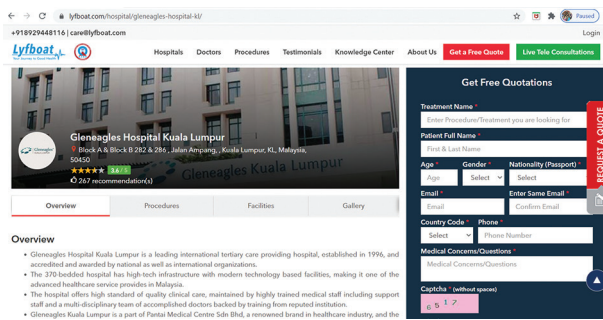 lyfboat.com/hospital/gleneagles-hospital-kl/
Paused
+918929448116 | care@lyfboat.com
Login
Lyfboat
Hospitals Doctors Procedures Testimonials Knowledge Center About Us Get a Free Quote Live Tele Consultations
Gleneagles Hospital Kuala Lumpur
Block A & Block B 282 & 286 , Jalan Ampang, , Kuala Lumpur, KL, Malaysia,
50450
3.6 / 5
267 recommendation(s)
Gleneagles Kuala Lumpur
Overview Procedures Facilities Gallery
Overview
• Gleneagles Hospital Kuala Lumpur is a leading international tertiary care providing hospital, established in 1996, and
accredited and awarded by national as well as international organizations.
• The 370-bedded hospital has high-tech infrastructure with modern technology based facilities, making it one of the
advanced healthcare service provides in Malaysia.
• The hospital offers high standard of quality clinical care, maintained by highly trained medical staff including support
staff and a multi-disciplinary team of accomplished doctors backed by training from reputed institution.
• Gleneagles Kuala Lumpur is a part of Pantai Medical Centre Sdn Bhd, a renowned brand in healthcare industry, and the
Get Free Quotations
Treatment Name *
Enter Procedure/Treatment you are looking for
Patient Full Name *
First & Last Name
Age * Gender * Nationality (Passport) *
Age Select Select
Email * Enter Same Email *
Email Confirm Email
Country Code * Phone *
Select Phone Number
Medical Concerns/Questions *
Medical Concerns/Questions
Captcha * (without spaces)
6 5 1 7
REQUEST A QUOTE